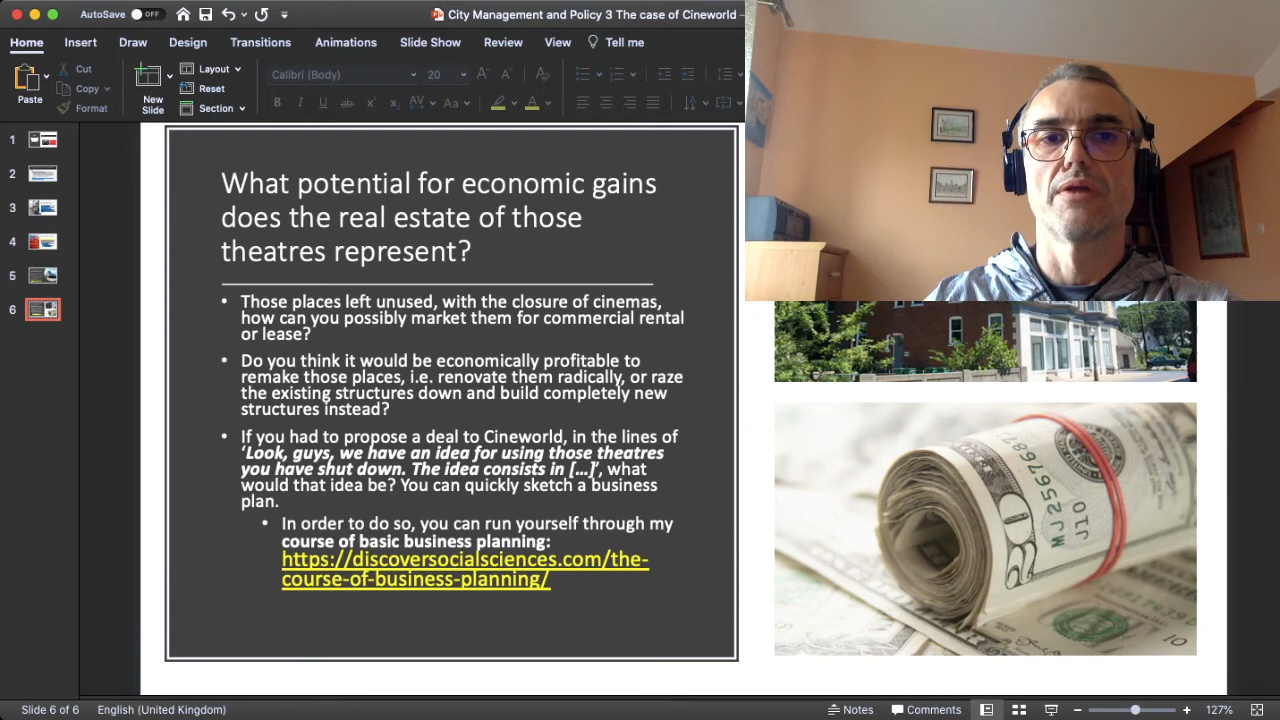 AutoSave OFF
City Management and Policy 3 The case of Cineworld –
Home Insert Draw Design Transitions Animations Slide Show Review View Tell me
Paste
Cut
Copy
Format
New
Slide
Layout
Reset
Section
Calibri (Body) 20
B I U ab x x AV Aa A
1
2
3
4
5
6
What potential for economic gains
does the real estate of those
theatres represent?
• Those places left unused, with the closure of cinemas,
how can you possibly market them for commercial rental
or lease?
• Do you think it would be economically profitable to
remake those places, i.e. renovate them radically, or raze
the existing structures down and build completely new
structures instead?
• If you had to propose a deal to Cineworld, in the lines of
‘Look, guys, we have an idea for using those theatres
you have shut down. The idea consists in […]’, what
would that idea be? You can quickly sketch a business
plan.
• In order to do so, you can run yourself through my
course of basic business planning:
https://discoversocialsciences.com/the-
course-of-business-planning/
MJ255676
J10
10
Slide 6 of 6 English (United Kingdom) Notes Comments 127%